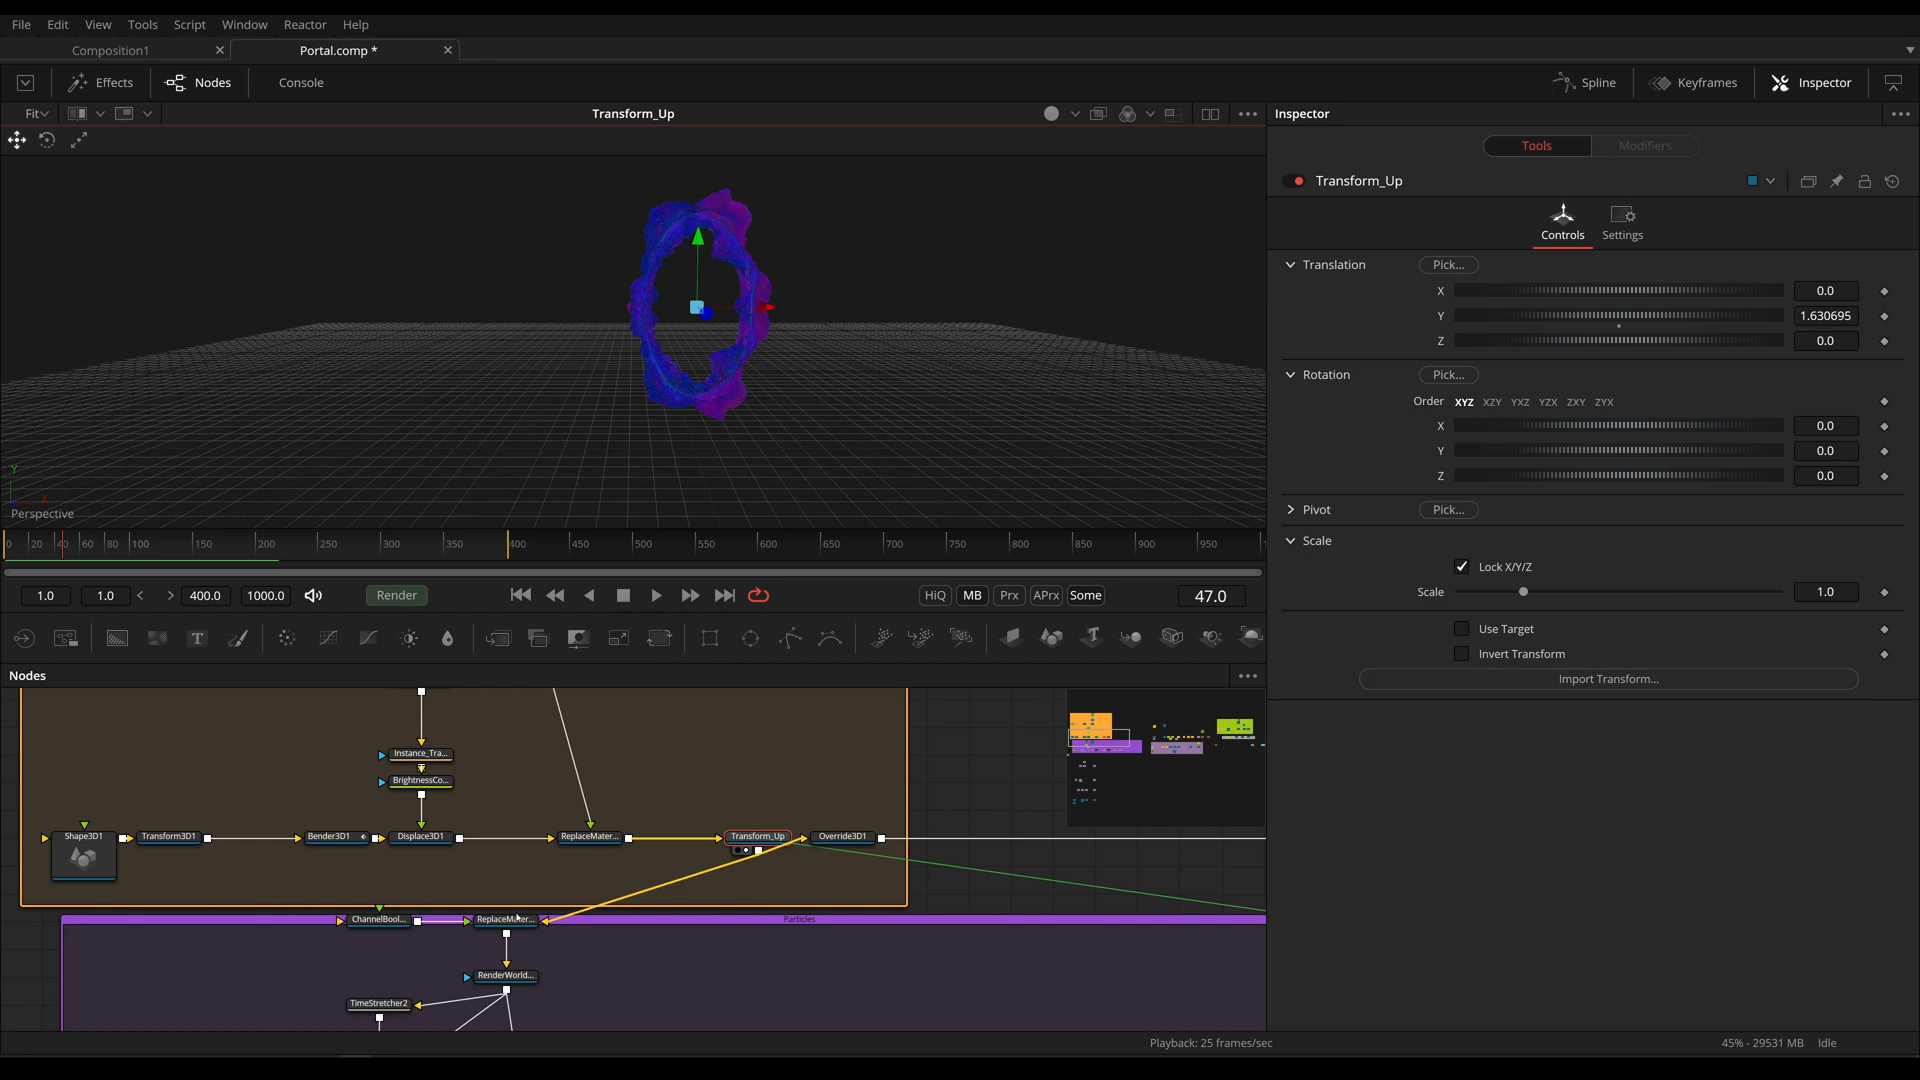 File Edit View Tools Script Window Reactor Help
Composition1 Portal.comp *
Effects Nodes Console Spline Keyframes Inspector
Fit Transform_Up Inspector
Tools Modifiers
Transform_Up
Controls Settings
Translation Pick...
X 0.0
Y 1.630695
Z 0.0
Rotation Pick...
Order XYZ XZY YXZ YZX ZXY ZYX
X 0.0
Y 0.0
Z 0.0
Pivot Pick...
Scale
Lock X/Y/Z
Scale 1.0
Use Target
Invert Transform
Import Transform...
Y
X
Perspective
0 20 40 60 80 100 150 200 250 300 350 400 450 500 550 600 650 700 750 800 850 900 950
1.0 1.0 400.0 1000.0 Render HiQ MB Prx APrx Some 47.0
T
Nodes
Instance_Tra...
BrightnessCo...
Shape3D1 Transform3D1 Bender3D1 Displace3D1 ReplaceMater... Transform_Up Override3D1
ChannelBool... ReplaceMater... Particles
RenderWorld...
TimeStretcher2
Playback: 25 frames/sec 45% - 29531 MB Idle